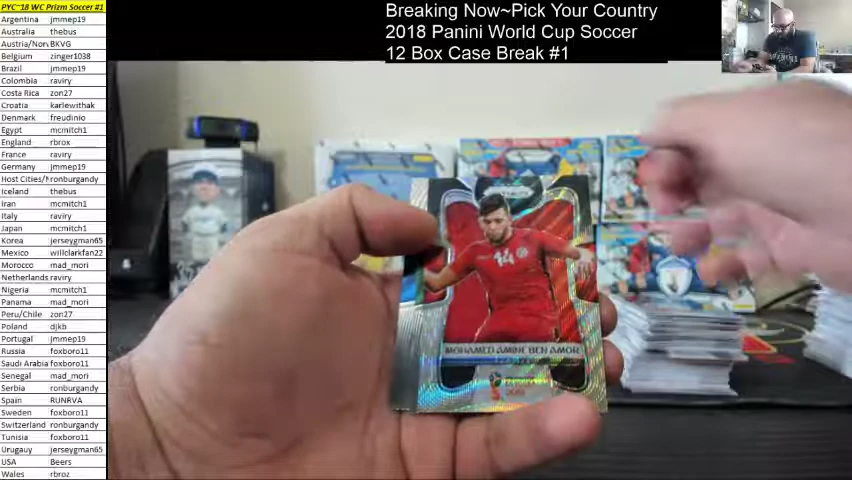 PYC~18 WC Prizm Soccer #1
Argentina jmmep19
Australia thebus
Austria/Nor BKVG
Belgium zinger1038
Brazil jmmep19
Colombia raviry
Costa Rica zon27
Croatia karlewithak
Denmark freudinio
Egypt mcmitch1
England rbrox
France raviry
Germany jmmep19
Host Cities/ ronburgandy
Iceland thebus
Iran mcmitch1
Italy raviry
Japan mcmitch1
Korea jerseygman65
Mexico willclarkfan22
Morocco mad_mori
Netherlands raviry
Nigeria mcmitch1
Panama mad_mori
Peru/Chile zon27
Poland djkb
Portugal jmmep19
Russia foxboro11
Saudi Arabia foxboro11
Senegal mad_mori
Serbia ronburgandy
Spain RUNRVA
Sweden foxboro11
Switzerland ronburgandy
Tunisia foxboro11
Urugauy jerseygman65
USA Beers
Wales rbroz
Breaking Now~Pick Your Country
2018 Panini World Cup Soccer
12 Box Case Break #1
14
MOHAMED AMINE BEN AMOR